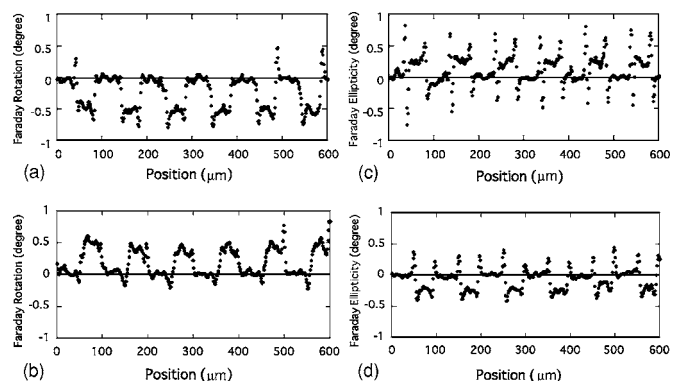 Faraday Rotation (degree)
1
0.5
0
-0.5
-1
0 100 200 300 400 500 600
(a)
Position (μm)
Faraday Ellipticity (degree)
1
0.5
0
-0.5
-1
0 100 200 300 400 500 600
(c)
Position (μm)
Faraday Rotation (degree)
1
0.5
0
-0.5
-1
0 100 200 300 400 500 600
(b)
Position (μm)
Faraday Ellipticity (degree)
1
0.5
0
-0.5
-1
0 100 200 300 400 500 600
(d)
Position (μm)